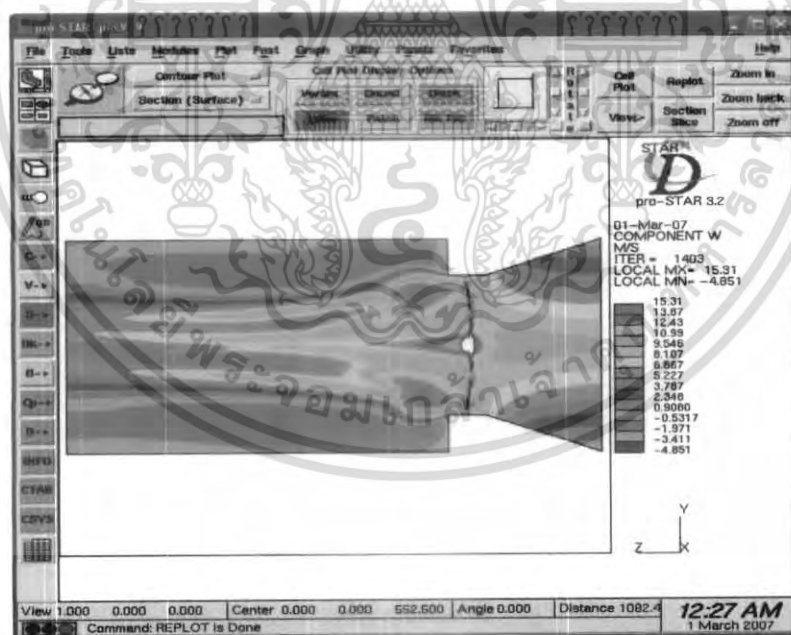 pro STAR
File Tools Lists Modules Plot Post Graph Utility Favorites Help
Contour Plot
Section (Surface)
Cell Plot Display Options
Vertex
Cell Plot
Replot
Zoom in
View->
Section Slice
Zoom back
Zoom off
STAR
D
pro-STAR 3.2
01-Mar-07
COMPONENT W
M/S
ITER = 1403
LOCAL MX= 15.31
LOCAL MN= -4.851
15.31
13.87
12.43
10.99
9.546
8.107
6.667
5.227
3.787
2.348
0.9080
-0.5317
-1.971
-3.411
-4.851
C->
V->
B->
INFO
CTAB
CSYS
Y
Z X
View 1.000 0.000 0.000 Center 0.000 0.000 552.500 Angle 0.000 Distance 1082.4
12:27 AM
1 March 2007
Command: REPLOT is Done